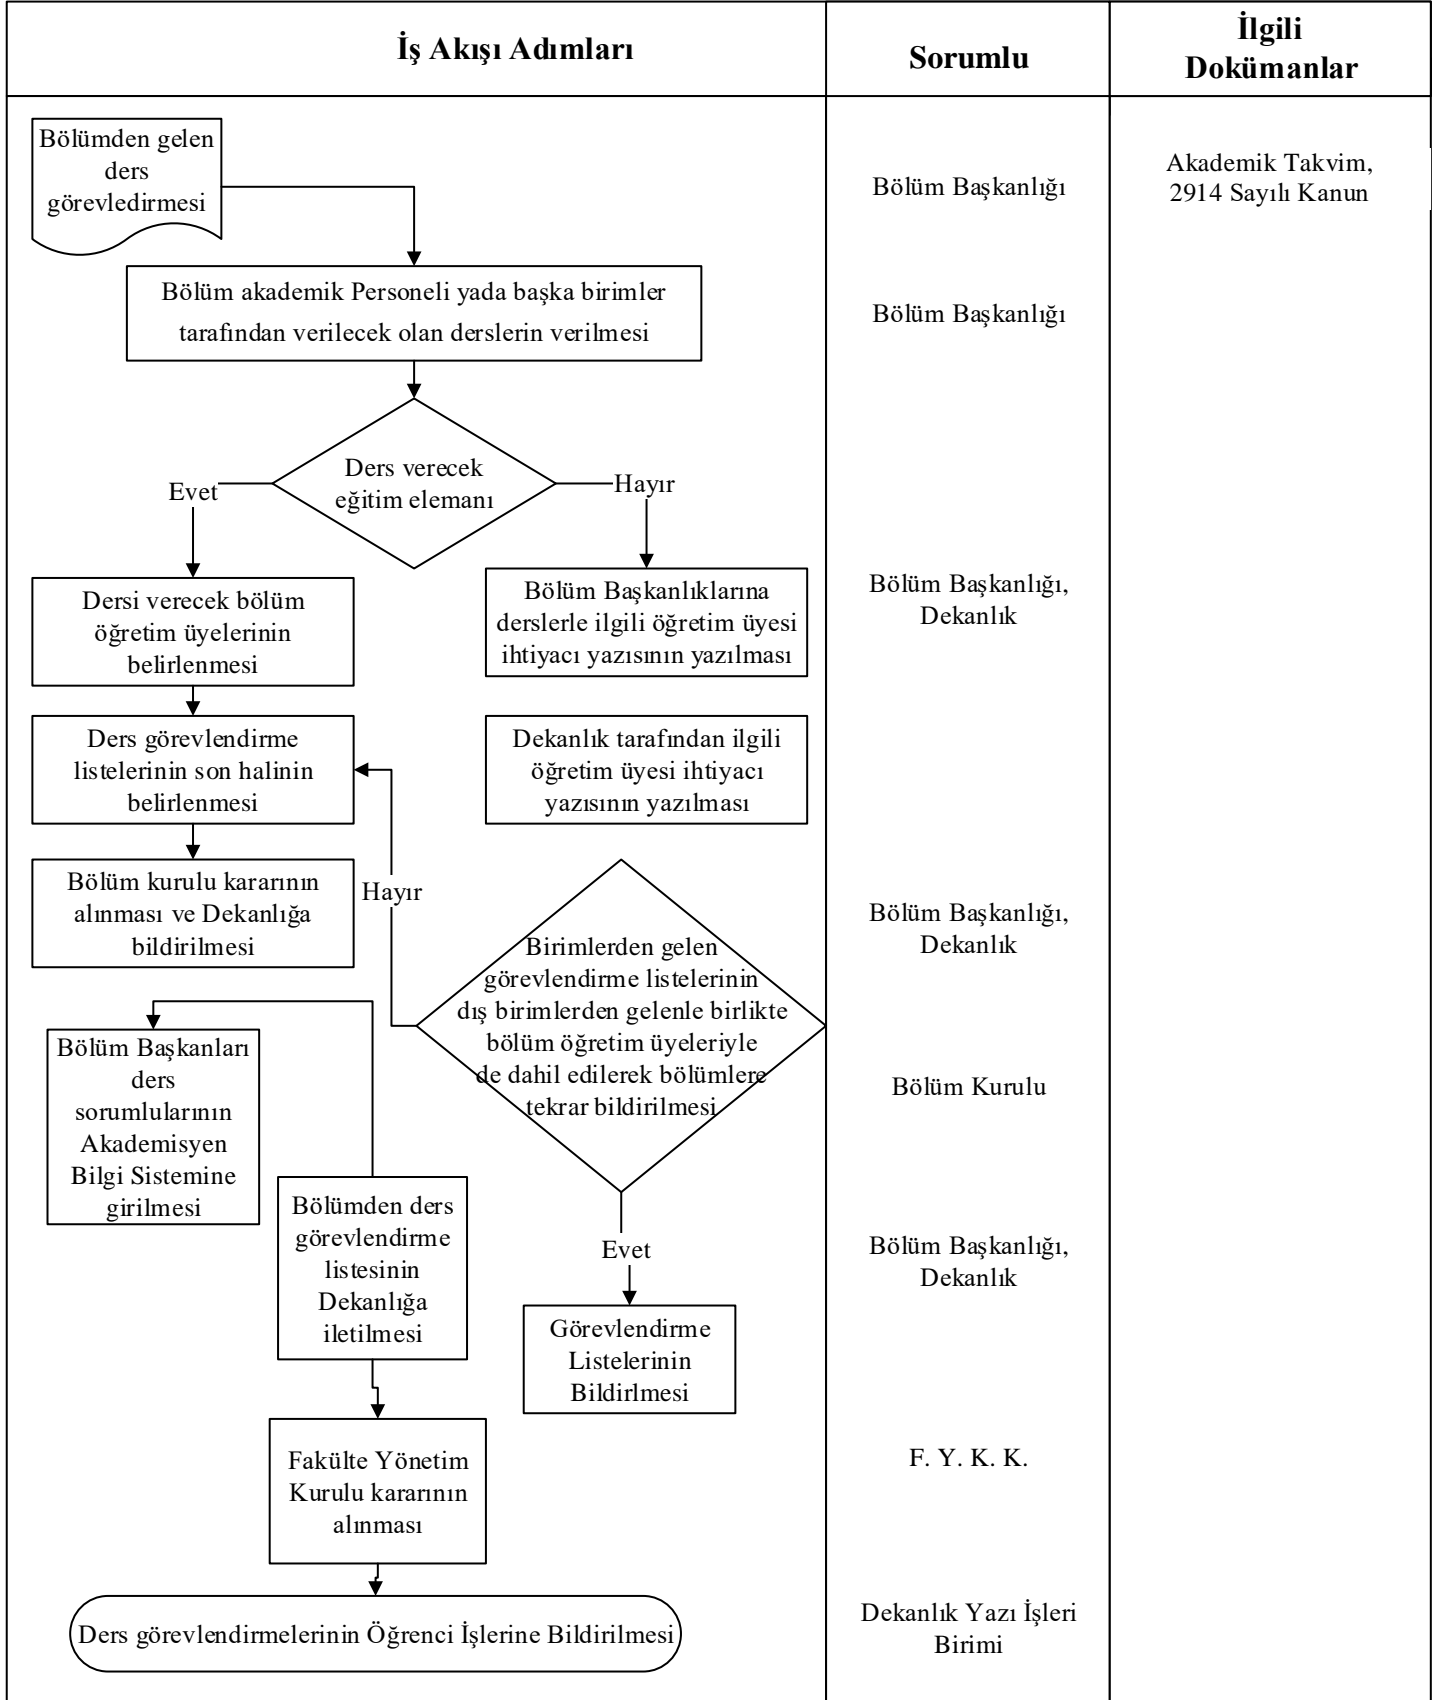 İş Akışı Adımları
Sorumlu
İlgili
Dokümanlar
Bölümden gelen
ders
görevledirmesi
Bölüm Başkanlığı
Akademik Takvim,
2914 Sayılı Kanun
Bölüm akademik Personeli yada başka birimler
tarafından verilecek olan derslerin verilmesi
Bölüm Başkanlığı
Ders verecek
eğitim elemanı
Evet
Hayır
Dersi verecek bölüm
öğretim üyelerinin
belirlenmesi
Bölüm Başkanlıklarına
derslerle ilgili öğretim üyesi
ihtiyacı yazısının yazılması
Bölüm Başkanlığı,
Dekanlık
Ders görevlendirme
listelerinin son halinin
belirlenmesi
Dekanlık tarafından ilgili
öğretim üyesi ihtiyacı
yazısının yazılması
Bölüm kurulu kararının
alınması ve Dekanlığa
bildirilmesi
Hayır
Birimlerden gelen
görevlendirme listelerinin
dış birimlerden gelenle birlikte
bölüm öğretim üyeleriyle
de dahil edilerek bölümlere
tekrar bildirilmesi
Bölüm Başkanlığı,
Dekanlık
Bölüm Başkanları
ders
sorumlularının
Akademisyen
Bilgi Sistemine
girilmesi
Bölüm Kurulu
Bölümden ders
görevlendirme
listesinin
Dekanlığa
iletilmesi
Evet
Bölüm Başkanlığı,
Dekanlık
Görevlendirme
Listelerinin
Bildirlmesi
Fakülte Yönetim
Kurulu kararının
alınması
F. Y. K. K.
Ders görevlendirmelerinin Öğrenci İşlerine Bildirilmesi
Dekanlık Yazı İşleri
Birimi